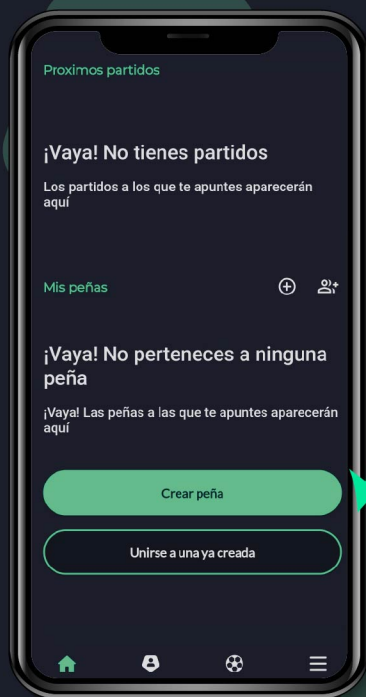 Proximos partidos
¡Vaya! No tienes partidos
Los partidos a los que te apuntes aparecerán
aquí
Mis peñas
¡Vaya! No perteneces a ninguna
peña
¡Vaya! Las peñas a las que te apuntes aparecerán
aquí
Crear peña
Unirse a una ya creada